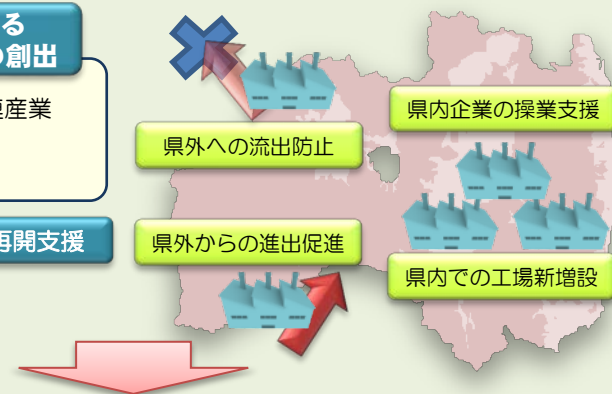 る
の創出
産業
再開支援
県外への流出防止
県外からの進出促進
県内企業の操業支援
県内での工場新増設